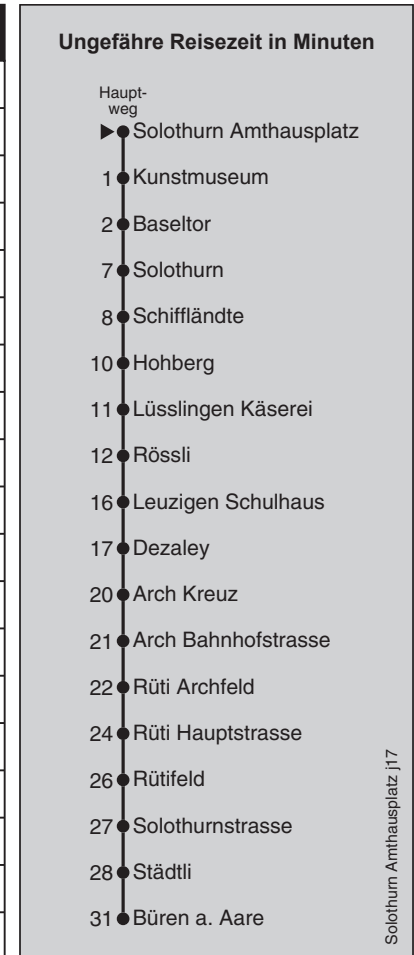 Ungefähre Reisezeit in Minuten
Haupt-
weg
Solothurn Amthausplatz
1 Kunstmuseum
2 Baseltor
7 Solothurn
8 Schiffländte
10 Hohberg
11 Lüsslingen Käserei
12 Rössli
16 Leuzigen Schulhaus
17 Dezaley
20 Arch Kreuz
21 Arch Bahnhofstrasse
22 Rüti Archfeld
24 Rüti Hauptstrasse
26 Rütifeld
27 Solothurnstrasse
28 Städtli
31 Büren a. Aare
Solothurn Amthausplatz j17